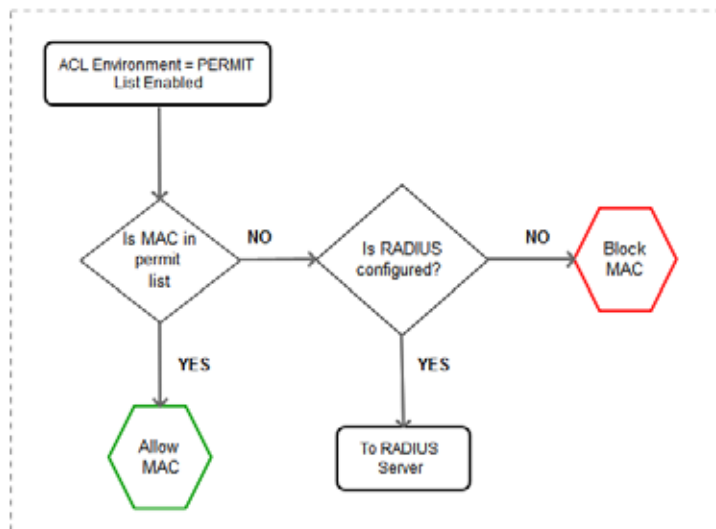 ACL Environment = PERMIT
List Enabled
Is MAC in
permit
list
NO
Is RADIUS
configured?
NO
Block
MAC
YES
YES
Allow
MAC
To RADIUS
Server